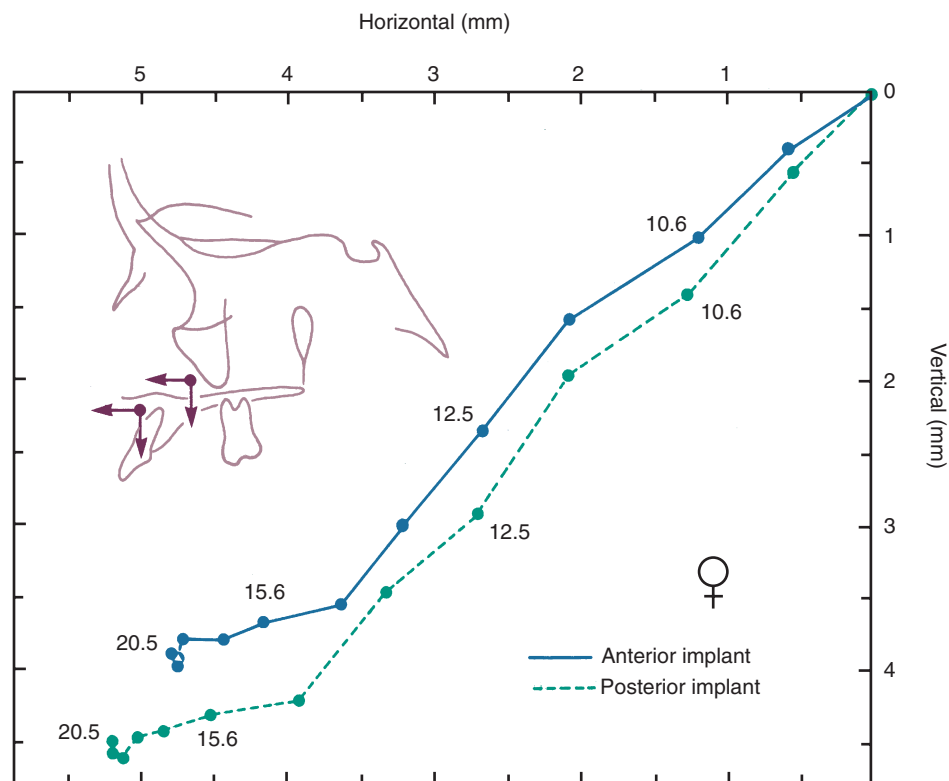 Horizontal (mm)
5 4 3 2 1
0
10.6
1
10.6
Vertical (mm)
2
12.5
3
12.5
15.6
20.5
Anterior implant
4
Posterior implant
20.5
15.6